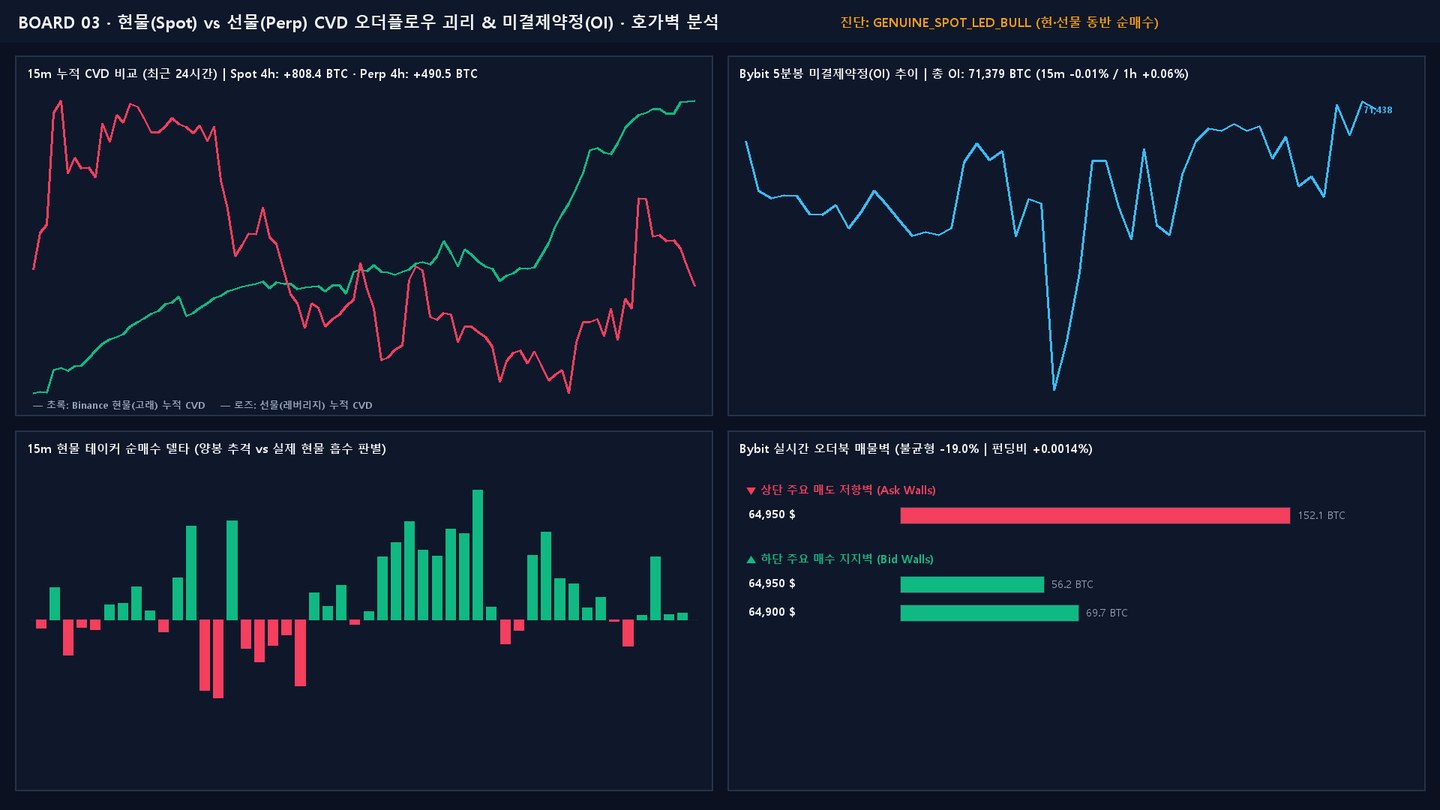 BOARD 03 · 현물(Spot) vs 선물(Perp) CVD 오더플로우 괴리 & 미결제약정(OI) · 호가벽 분석
진단: GENUINE_SPOT_LED_BULL (현·선물 동반 순매수)
15m 누적 CVD 비교 (최근 24시간) | Spot 4h: +808.4 BTC · Perp 4h: +490.5 BTC
— 초록: Binance 현물(고래) 누적 CVD
— 로즈: 선물(레버리지) 누적 CVD
Bybit 5분봉 미결제약정(OI) 추이 | 총 OI: 71,379 BTC (15m -0.01% / 1h +0.06%)
71,438
15m 현물 테이커 순매수 델타 (양봉 추격 vs 실제 현물 흡수 판별)
Bybit 실시간 오더북 매물벽 (불균형 -19.0% | 펀딩비 +0.0014%)
▼ 상단 주요 매도 저항벽 (Ask Walls)
64,950 $ 152.1 BTC
▲ 하단 주요 매수 지지벽 (Bid Walls)
64,950 $ 56.2 BTC
64,900 $ 69.7 BTC